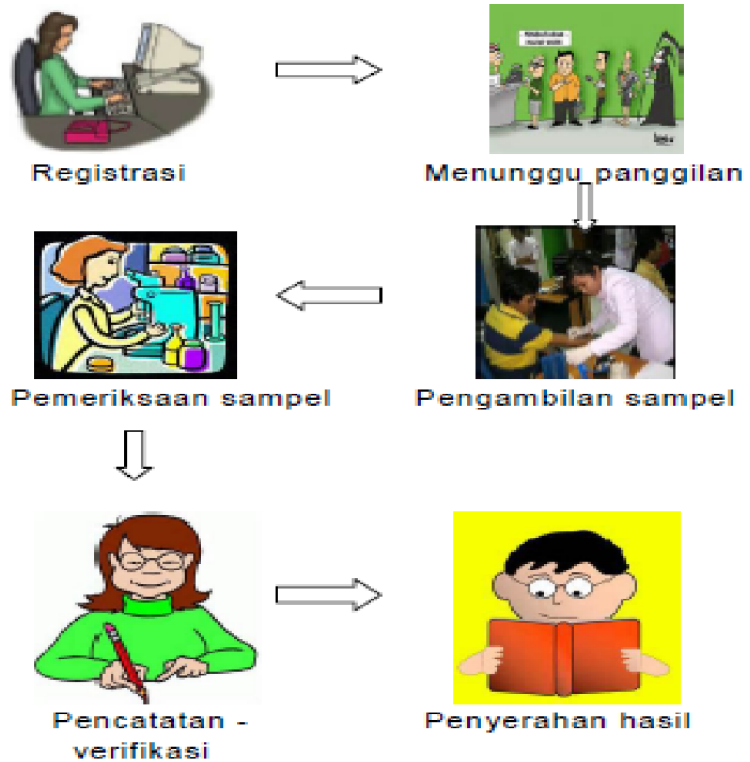 Registrasi
Menunggu panggilan
Pengambilan sampel
Pemeriksaan sampel
Pencatatan -
verifikasi
Penyerahan hasil